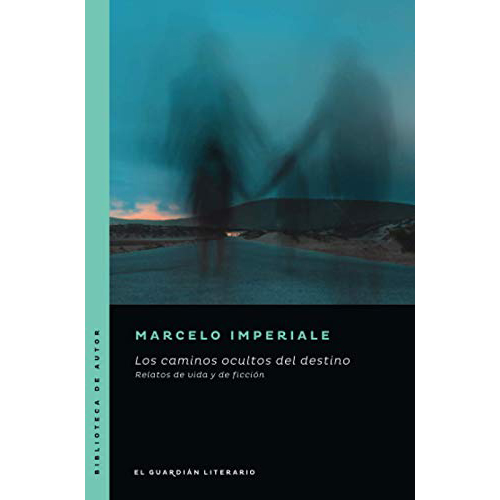 MARCELO IMPERIALE
Los caminos ocultos del destino
Relatos de vida y de ficción
EL GUARDIÁN LITERARIO
BIBLIOTECA DE AUTOR